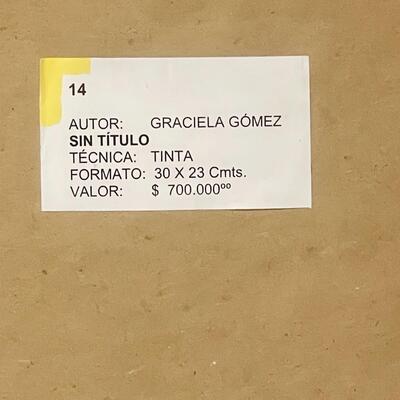 14
AUTOR: GRACIELA GÓMEZ
SIN TÍTULO
TÉCNICA: TINTA
FORMATO: 30 X 23 Cmts.
VALOR: $ 700.000ºº